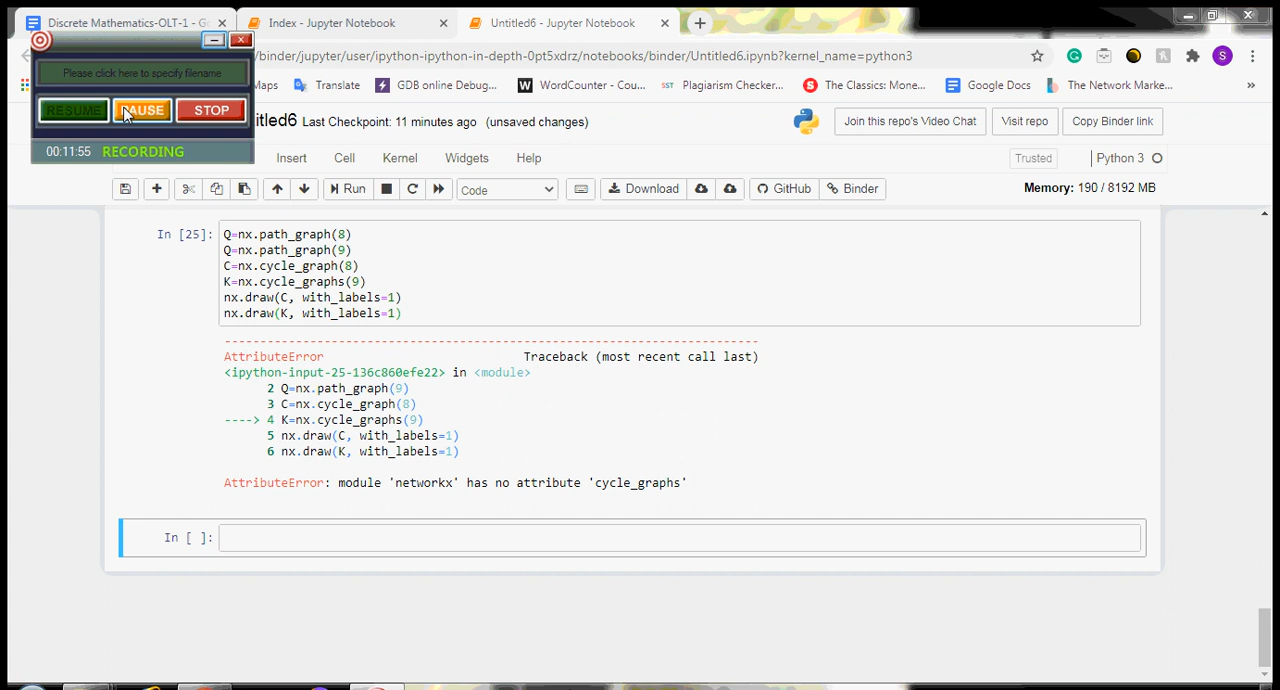 Discrete Mathematics-OLT-1 - G
Index - Jupyter Notebook
Untitled6 - Jupyter Notebook
/binder/jupyter/user/ipython-ipython-in-depth-0pt5xdrz/notebooks/binder/Untitled6.ipynb?kernel_name=python3
S
Please click here to specify filename
RESUME
PAUSE
STOP
00:11:55 RECORDING
Maps
Translate
GDB online Debug...
WordCounter - Cou...
Plagiarism Checker...
The Classic Monst...
Google Docs
The Network Marke...
»
titled6 Last Checkpoint: 11 minutes ago (unsaved changes)
Join this repo's Video Chat
Visit repo
Copy Binder link
Insert
Cell
Kernel
Widgets
Help
Trusted
Python 3
Run
Code
Download
GitHub
Binder
Memory: 190 / 8192 MB
In [25]:
Q=nx.path_graph(8)
Q=nx.path_graph(9)
C=nx.cycle_graph(8)
K=nx.cycle_graphs(9)
nx.draw(C, with_labels=1)
nx.draw(K, with_labels=1)
---------------------------------------------------------------------------
AttributeError Traceback (most recent call last)
<ipython-input-25-136c860efe22> in <module>
2 Q=nx.path_graph(9)
3 C=nx.cycle_graph(8)
----> 4 K=nx.cycle_graphs(9)
5 nx.draw(C, with_labels=1)
6 nx.draw(K, with_labels=1)
AttributeError: module 'networkx' has no attribute 'cycle_graphs'
In [ ]: